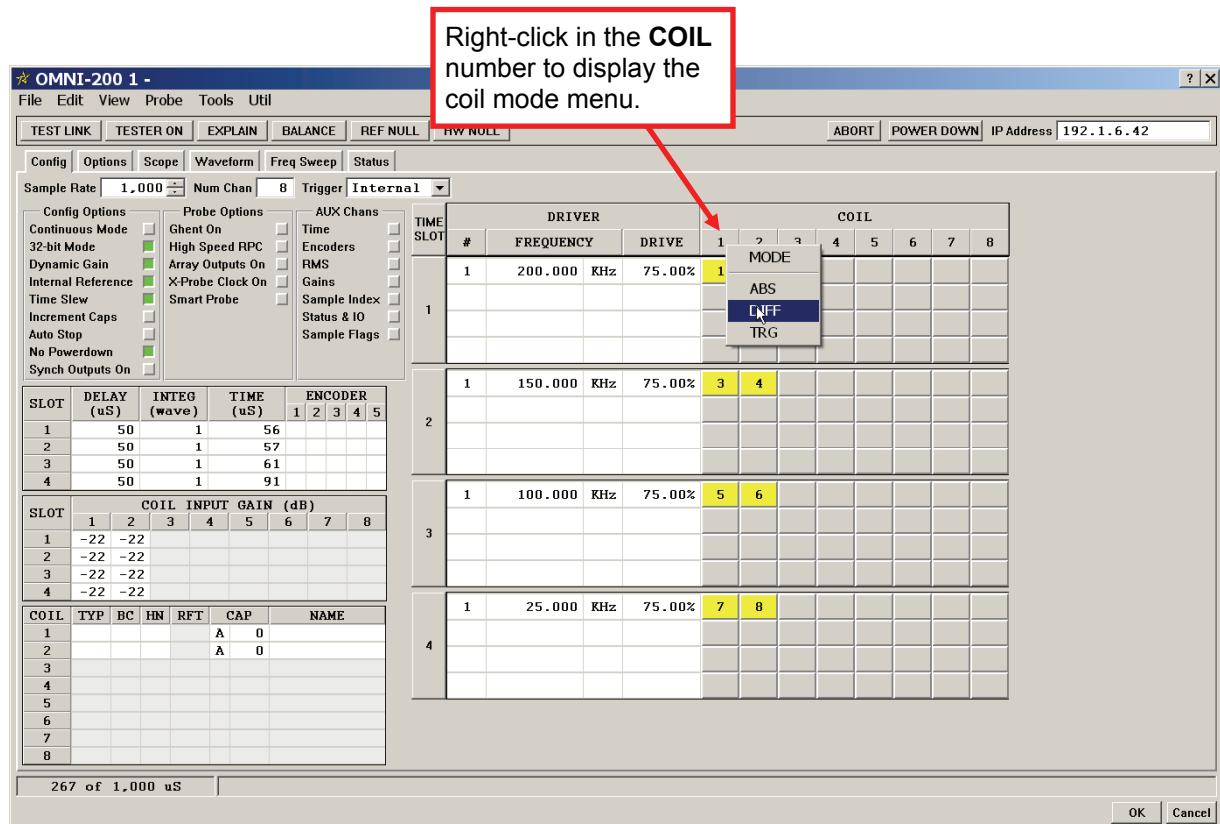 Right-click in the COIL
number to display the
coil mode menu.
OMNI-200 1 -
? X
File Edit View Probe Tools Util
TEST LINK TESTER ON EXPLAIN BALANCE REF NULL HW NULL ABORT POWER DOWN IP Address 192.1.6.42
Config Options Scope Waveform Freq Sweep Status
Sample Rate 1,000 Num Chan 8 Trigger Internal
Config Options
Continuous Mode
32-bit Mode
Dynamic Gain
Internal Reference
Time Slew
Increment Caps
Auto Stop
No Powerdown
Synch Outputs On
Probe Options
Ghent On
High Speed RPC
Array Outputs On
X-Probe Clock On
Smart Probe
AUX Chans
Time
Encoders
RMS
Gains
Sample Index
Status & IO
Sample Flags
SLOT DELAY (uS) INTEG (wave) TIME (uS) ENCODER 1 2 3 4 5
1 50 1 56
2 50 1 57
3 50 1 61
4 50 1 91
SLOT COIL INPUT GAIN (dB)
1 2 3 4 5 6 7 8
1 -22 -22
2 -22 -22
3 -22 -22
4 -22 -22
COIL TYP BC HN RFT CAP NAME
1 A 0
2 A 0
3
4
5
6
7
8
TIME SLOT DRIVER COIL
# FREQUENCY DRIVE 1 2 3 4 5 6 7 8
1 1 200.000 KHz 75.00% 1
MODE
ABS
DIFF
TRG
2 1 150.000 KHz 75.00% 3 4
3 1 100.000 KHz 75.00% 5 6
4 1 25.000 KHz 75.00% 7 8
267 of 1,000 uS
OK Cancel